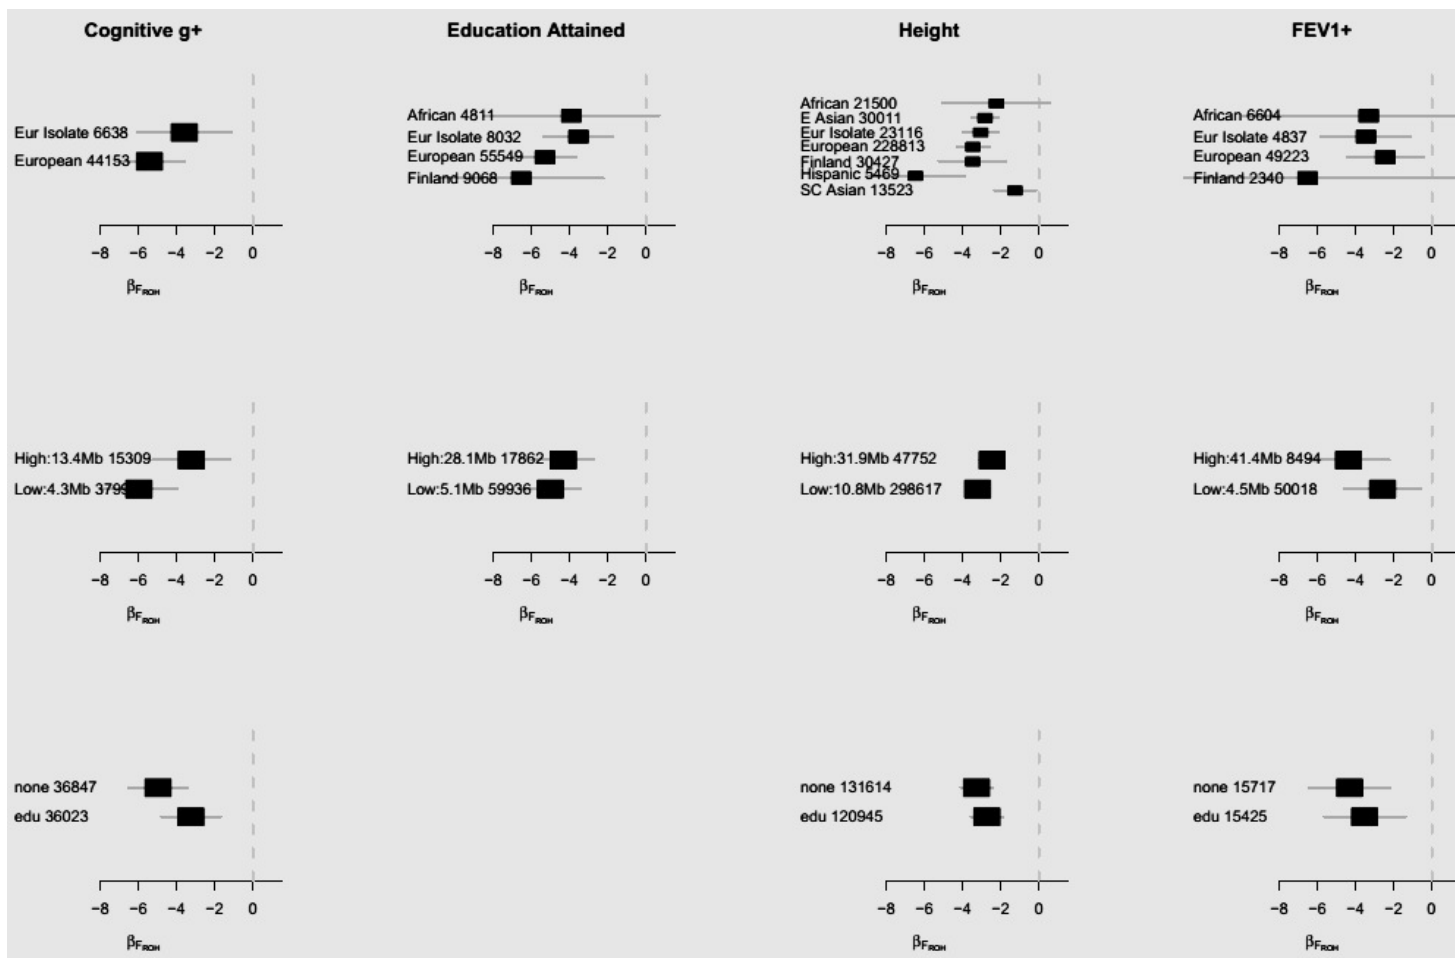 Cognitive g+
Education Attained
Height
FEV1+
Eur Isolate 6638
European 44153
−8 −6 −4 −2 0
βFROH
African 4811
Eur Isolate 8032
European 55549
Finland 9068
−8 −6 −4 −2 0
βFROH
African 21500
E Asian 30011
Eur Isolate 23116
European 228813
Finland 30427
Hispanic 5469
SC Asian 13523
−8 −6 −4 −2 0
βFROH
African 6604
Eur Isolate 4837
European 49223
Finland 2340
−8 −6 −4 −2 0
βFROH
High:13.4Mb 15309
Low:4.3Mb
−8 −6 −4 −2 0
βFROH
High:28.1Mb 17862
Low:5.1Mb 59936
−8 −6 −4 −2 0
βFROH
High:31.9Mb 47752
Low:10.8Mb 298617
−8 −6 −4 −2 0
βFROH
High:41.4Mb 8494
Low:4.5Mb 50018
−8 −6 −4 −2 0
βFROH
none 36847
edu 36023
−8 −6 −4 −2 0
βFROH
none 131614
edu 120945
−8 −6 −4 −2 0
βFROH
none 15717
edu 15425
−8 −6 −4 −2 0
βFROH